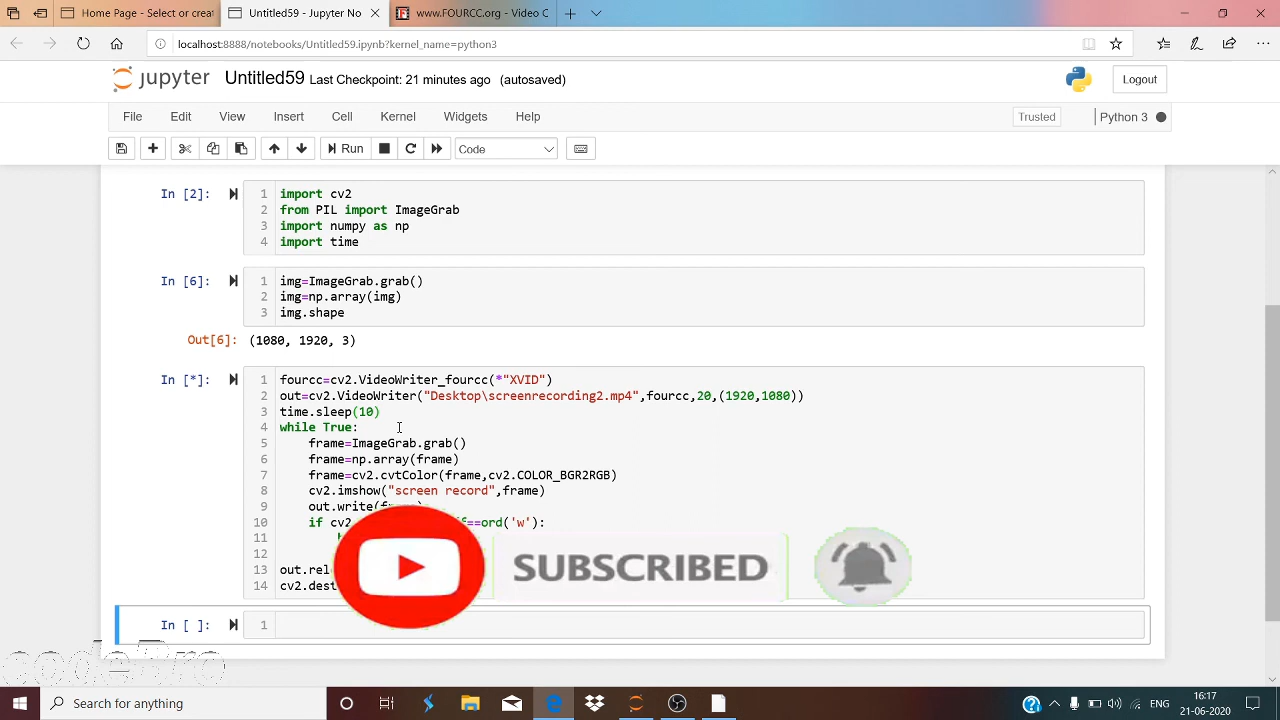 Home Page - Select or creat
Untitled59 - Jupyter No
www.FOURCC.org - Video C
localhost:8888/notebooks/Untitled59.ipynb?kernel_name=python3
jupyter Untitled59 Last Checkpoint: 21 minutes ago (autosaved)
Logout
File Edit View Insert Cell Kernel Widgets Help
Trusted
Python 3
Run
Code
In [2]:
1 import cv2
2 from PIL import ImageGrab
3 import numpy as np
4 import time
In [6]:
1 img=ImageGrab.grab()
2 img=np.array(img)
3 img.shape
Out[6]: (1080, 1920, 3)
In [*]:
1 fourcc=cv2.VideoWriter_fourcc(*"XVID")
2 out=cv2.VideoWriter("Desktop\screenrecording2.mp4",fourcc,20,(1920,1080))
3 time.sleep(10)
4 while True:
5 frame=ImageGrab.grab()
6 frame=np.array(frame)
7 frame=cv2.cvtColor(frame,cv2.COLOR_BGR2RGB)
8 cv2.imshow("screen record",frame)
9 out.write(
10 if cv2 ==ord('w'):
11
12
13 out.rel
14 cv2.dest
SUBSCRIBED
In [ ]:
1
Search for anything
ENG
16:17
21-06-2020